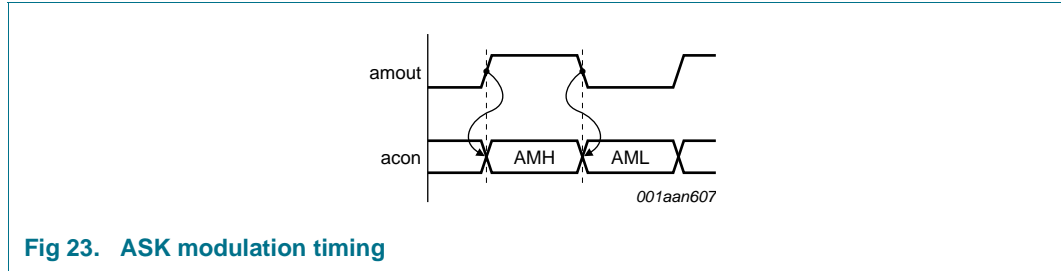 amout
acon
AMH
AML
001aan607
Fig 23. ASK modulation timing